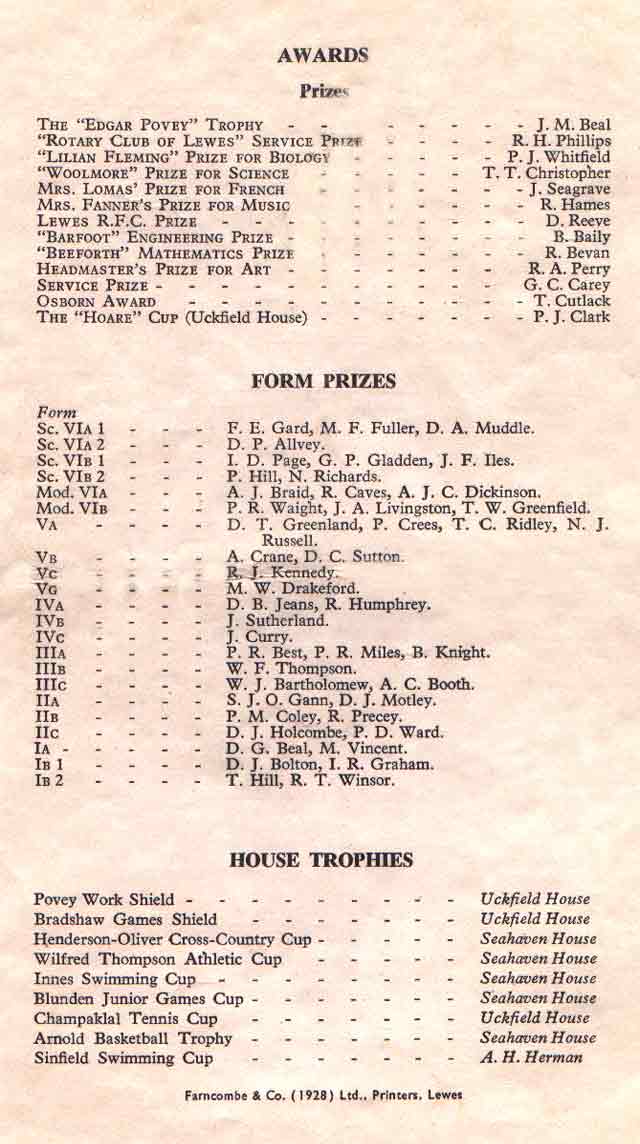 AWARDS
Prizes
THE "EDGAR POVEY" TROPHY - - - - - - - J. M. Beal
"ROTARY CLUB OF LEWES" SERVICE PRIZE - - - - - R. H. Phillips
"LILIAN FLEMING" PRIZE FOR BIOLOGY - - - - - - P. J. Whitfield
"WOOLMORE" PRIZE FOR SCIENCE - - - - - T. T. Christopher
MRS. LOMAS' PRIZE FOR FRENCH - - - - - - - J. Seagrave
MRS. FANNER'S PRIZE FOR MUSIC - - - - - - R. Hames
LEWES R.F.C. PRIZE - - - - - - - - - D. Reeve
"BARFOOT" ENGINEERING PRIZE - - - - - - - - B. Baily
"BEEFORTH" MATHEMATICS PRIZE - - - - - - R. Bevan
HEADMASTER'S PRIZE FOR ART - - - - - - - R. A. Perry
SERVICE PRIZE - - - - - - - - - - - G. C. Carey
OSBORN AWARD - - - - - - - - - - T. Cutlack
THE "HOARE" CUP (Uckfield House) - - - - - - - P. J. Clark
FORM PRIZES
Form
Sc. VIA 1 - - - F. E. Gard, M. F. Fuller, D. A. Muddle.
Sc. VIA 2 - - - D. P. Allvey.
Sc. VIB 1 - - - I. D. Page, G. P. Gladden, J. F. Iles.
Sc. VIB 2 - - - P. Hill, N. Richards.
Mod. VIA - - - A. J. Braid, R. Caves, A. J. C. Dickinson.
Mod. VIB - - - P. R. Waight, J. A. Livingston, T. W. Greenfield.
VA - - - - D. T. Greenland, P. Crees, T. C. Ridley, N. J.
Russell.
VB - - - - A. Crane, D. C. Sutton.
VC - - - - R. J. Kennedy.
VG - - - - M. W. Drakeford.
IVA - - - - D. B. Jeans, R. Humphrey.
IVB - - - - J. Sutherland.
IVC - - - - J. Curry.
IIIA - - - - P. R. Best, P. R. Miles, B. Knight.
IIIB - - - - W. F. Thompson.
IIIC - - - - W. J. Bartholomew, A. C. Booth.
IIA - - - - S. J. O. Gann, D. J. Motley.
IIB - - - - P. M. Coley, R. Precey.
IIC - - - - D. J. Holcombe, P. D. Ward.
IA - - - - - D. G. Beal, M. Vincent.
IB 1 - - - - D. J. Bolton, I. R. Graham.
IB 2 - - - - T. Hill, R. T. Winsor.
HOUSE TROPHIES
Povey Work Shield - - - - - - - - - Uckfield House
Bradshaw Games Shield - - - - - - - Uckfield House
Henderson-Oliver Cross-Country Cup - - - - - Seahaven House
Wilfred Thompson Athletic Cup - - - - - Seahaven House
Innes Swimming Cup - - - - - - - - Seahaven House
Blunden Junior Games Cup - - - - - - - Seahaven House
Champaklal Tennis Cup - - - - - - - Uckfield House
Arnold Basketball Trophy - - - - - - - Seahaven House
Sinfield Swimming Cup - - - - - - - A. H. Herman
Farncombe & Co. (1928) Ltd., Printers, Lewes